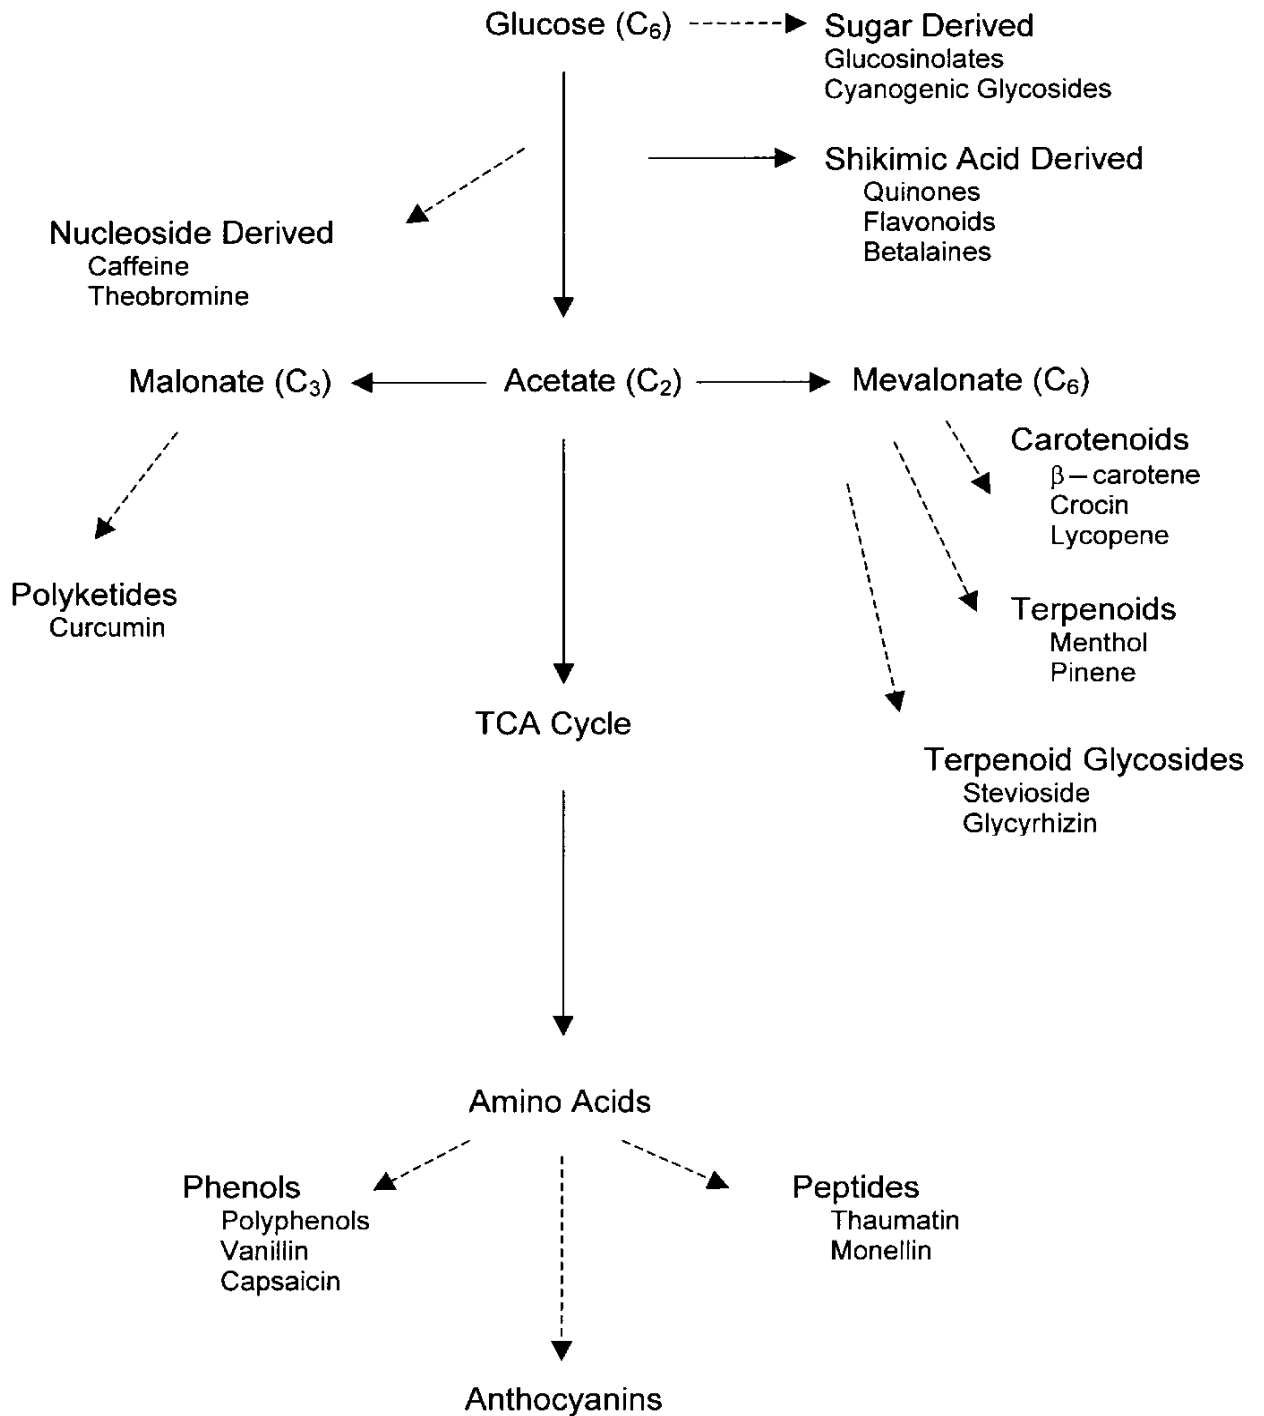 Glucose (C₆)
Sugar Derived
Glucosinolates
Cyanogenic Glycosides
Shikimic Acid Derived
Quinones
Flavonoids
Betalaines
Nucleoside Derived
Caffeine
Theobromine
Malonate (C₃)
Acetate (C₂)
Mevalonate (C₆)
Carotenoids
β – carotene
Crocin
Lycopene
Polyketides
Curcumin
Terpenoids
Menthol
Pinene
TCA Cycle
Terpenoid Glycosides
Stevioside
Glycyrhizin
Amino Acids
Phenols
Polyphenols
Vanillin
Capsaicin
Peptides
Thaumatin
Monellin
Anthocyanins